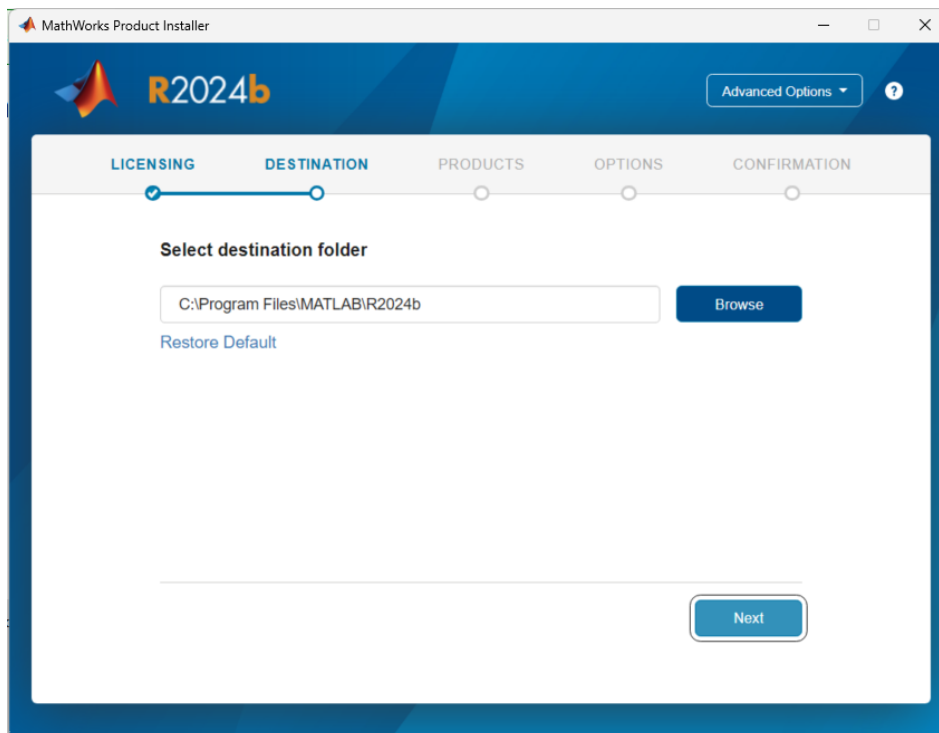 MathWorks Product Installer
R2024b
Advanced Options
?
LICENSING DESTINATION PRODUCTS OPTIONS CONFIRMATION
Select destination folder
C:\Program Files\MATLAB\R2024b
Browse
Restore Default
Next